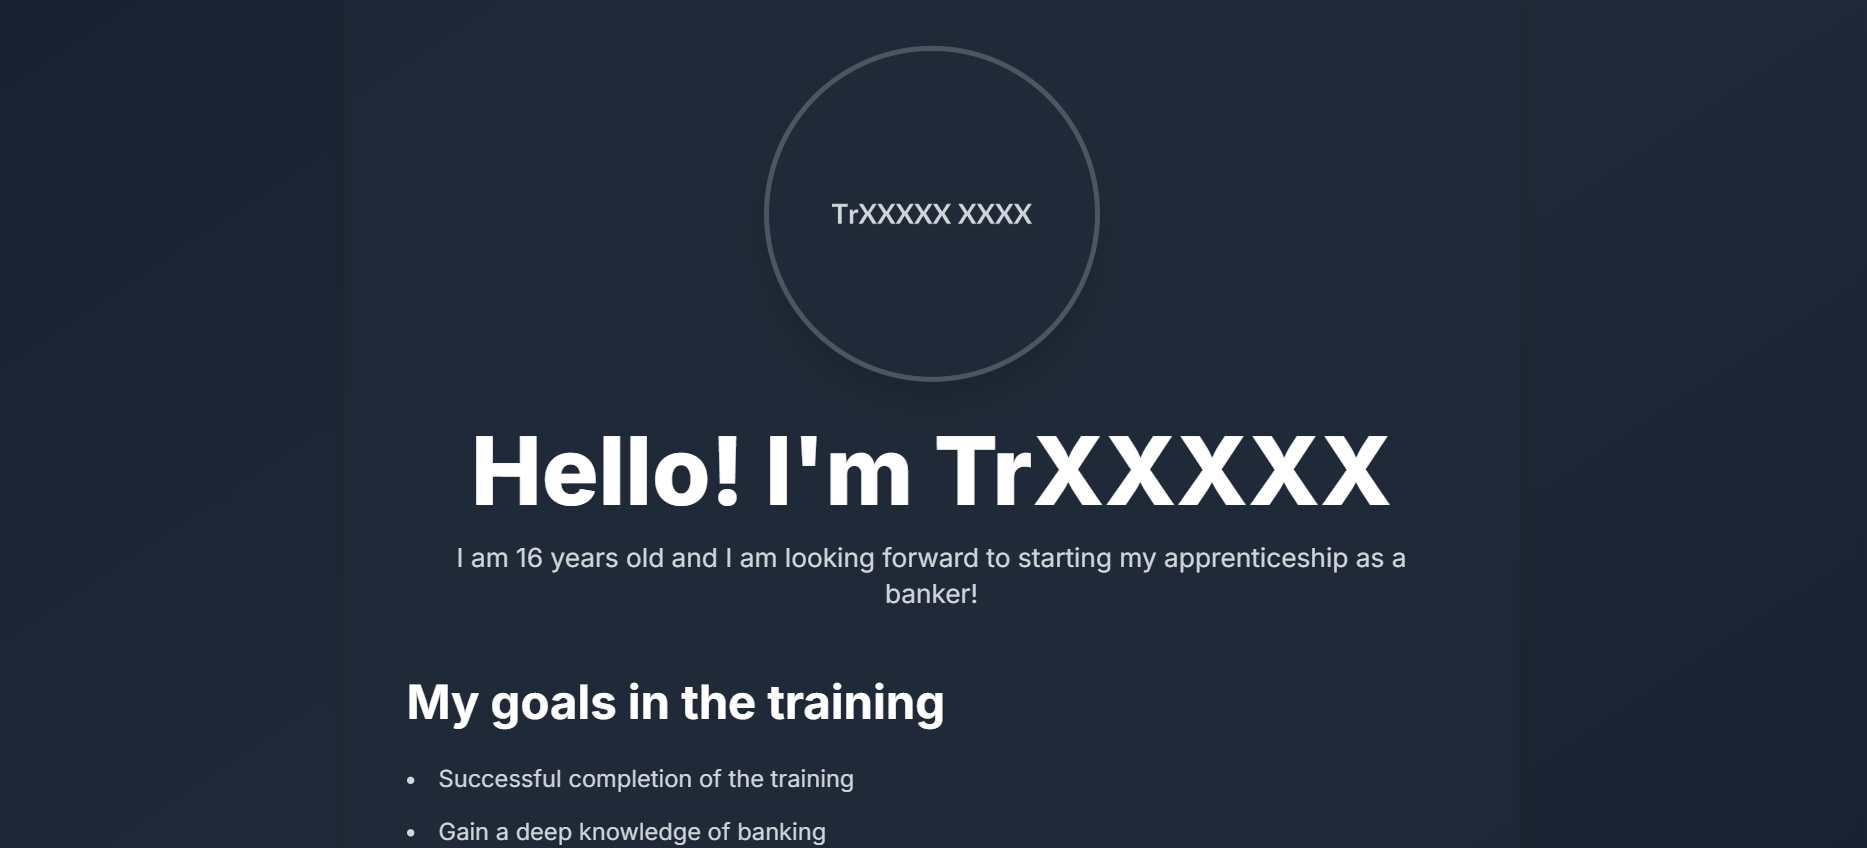 TrXXXXX XXXX
Hello! I'm TrXXXXX
I am 16 years old and I am looking forward to starting my apprenticeship as a
banker!
My goals in the training
• Successful completion of the training
• Gain a deep knowledge of banking